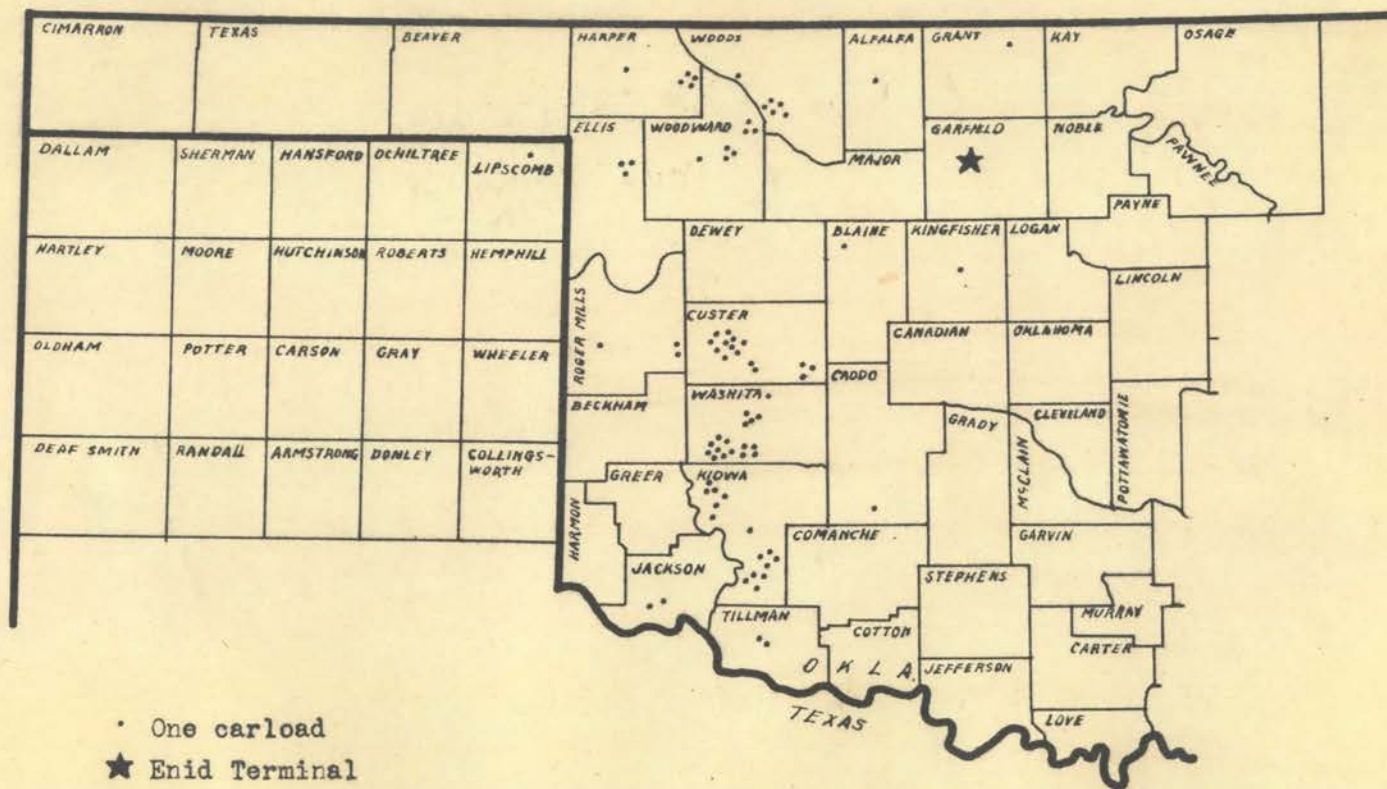 CIMARRON
TEXAS
BEAVER
HARPER
WOODS
ALFALFA
GRANT
KAY
OSAGE
ELLIS
WOODWARD
MAJOR
GARFIELD
NOBLE
PAWNEE
PAYNE
DALLAM
SHERMAN
HANSFORD
OCHILTREE
LIPSCOMB
HARTLEY
MOORE
HUTCHINSON
ROBERTS
HEMPHILL
DEWEY
BLAINE
KINGFISHER
LOGAN
LINCOLN
ROGER MILLS
CUSTER
CANADIAN
OKLAHOMA
OLDHAM
POTTER
CARSON
GRAY
WHEELER
BECKHAM
WASHITA
CADDO
GRADY
CLEVELAND
McCLAIN
POTTAWATOMIE
DEAF SMITH
RANDALL
ARMSTRONG
DONLEY
COLLINGS-
WORTH
GREER
KIOWA
HARMON
JACKSON
COMANCHE
GARVIN
STEPHENS
TILLMAN
COTTON
MURRAY
CARTER
JEFFERSON
LOVE
OKLA.
TEXAS
· One carload
★ Enid Terminal